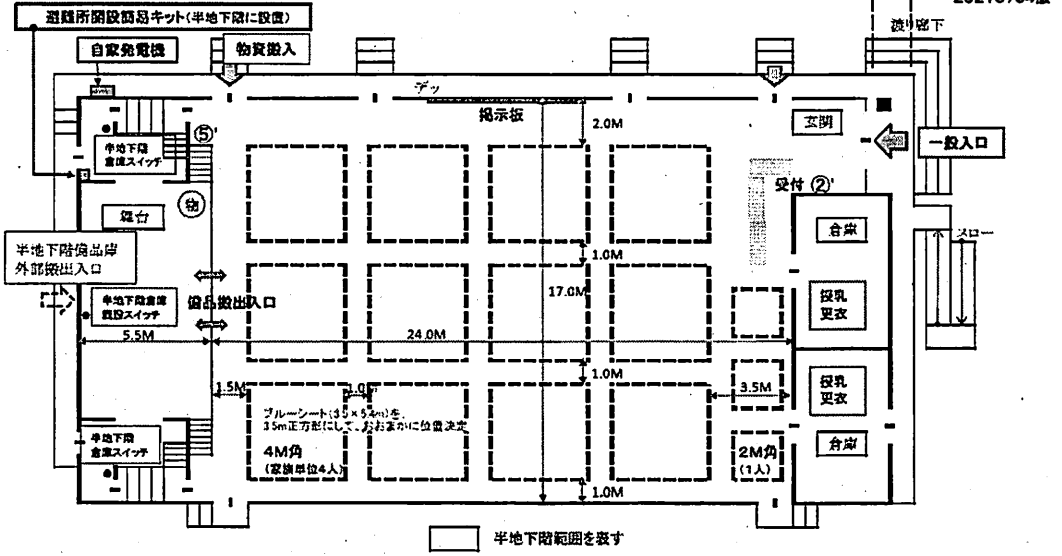 避難所開設簡易キット(半地下階に設置)
渡り廊下
自家発電機
物資搬入
デッ
掲示板
2.0M
玄関
一般入口
半地下階
倉庫スイッチ
⑤'
受付 ②'
物
舞台
倉庫
スロー
半地下階備品庫
外部搬出入口
1.0M
17.0M
半地下倉庫
既設スイッチ
備品搬出入口
授乳
更衣
5.5M
24.0M
1.0M
授乳
更衣
1.5M
1.0
3.5M
ブルーシート(3.5×5.4m)を、
3.5m正方形にして、おおまかに位置決定
半地下階
倉庫スイッチ
4M角
(家族単位4人)
2M角
(1人)
倉庫
1.0M
半地下階範囲を表す